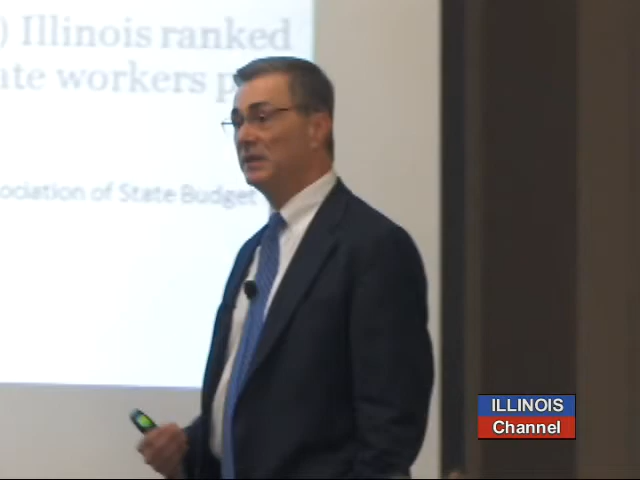 ) Illinois ranked
ate workers p
ociation of State Budget
ILLINOIS
Channel